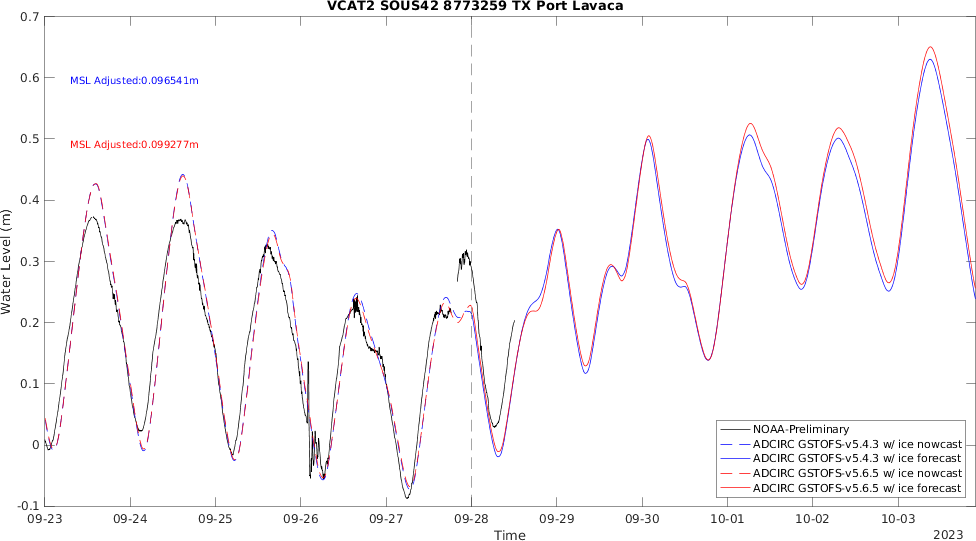 VCAT2 SOUS42 8773259 TX Port Lavaca
0.7
0.6
0.5
0.4
0.3
0.2
0.1
0
-0.1
Water Level (m)
MSL Adjusted:0.096541m
MSL Adjusted:0.099277m
NOAA-Preliminary
ADCIRC GSTOFS-v5.4.3 w/ ice nowcast
ADCIRC GSTOFS-v5.4.3 w/ ice forecast
ADCIRC GSTOFS-v5.6.5 w/ ice nowcast
ADCIRC GSTOFS-v5.6.5 w/ ice forecast
09-23 09-24 09-25 09-26 09-27 09-28 09-29 09-30 10-01 10-02 10-03
Time
2023